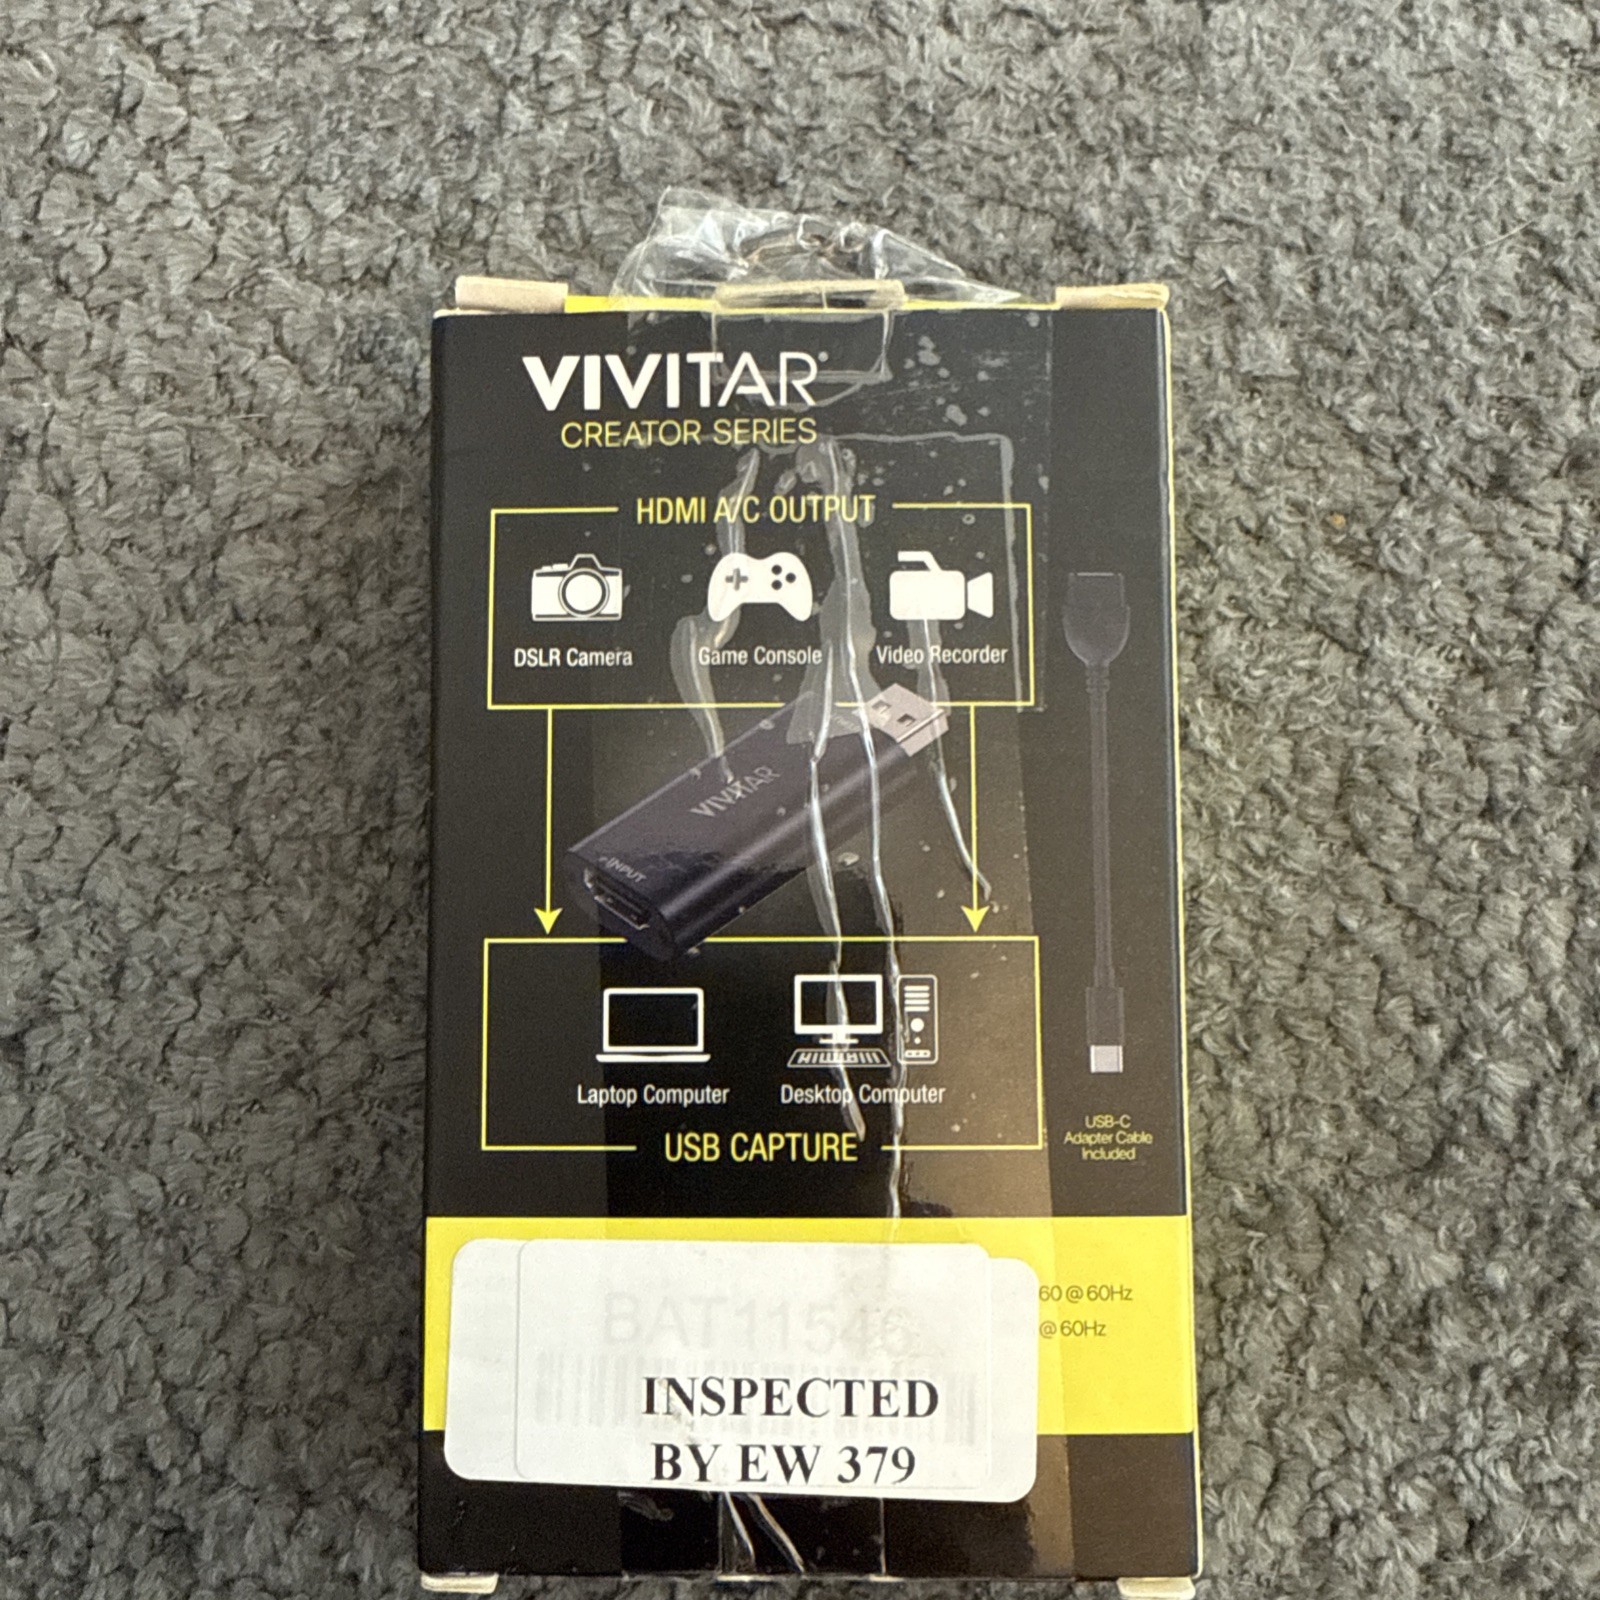 VIVITAR
CREATOR SERIES
HDMI A/C OUTPUT
DSLR Camera
Game Console
Video Recorder
VIVITAR
INPUT
Laptop Computer
Desktop Computer
USB CAPTURE
USB-C
Adapter Cable
Included
60 @ 60Hz
@ 60Hz
INSPECTED
BY EW 379